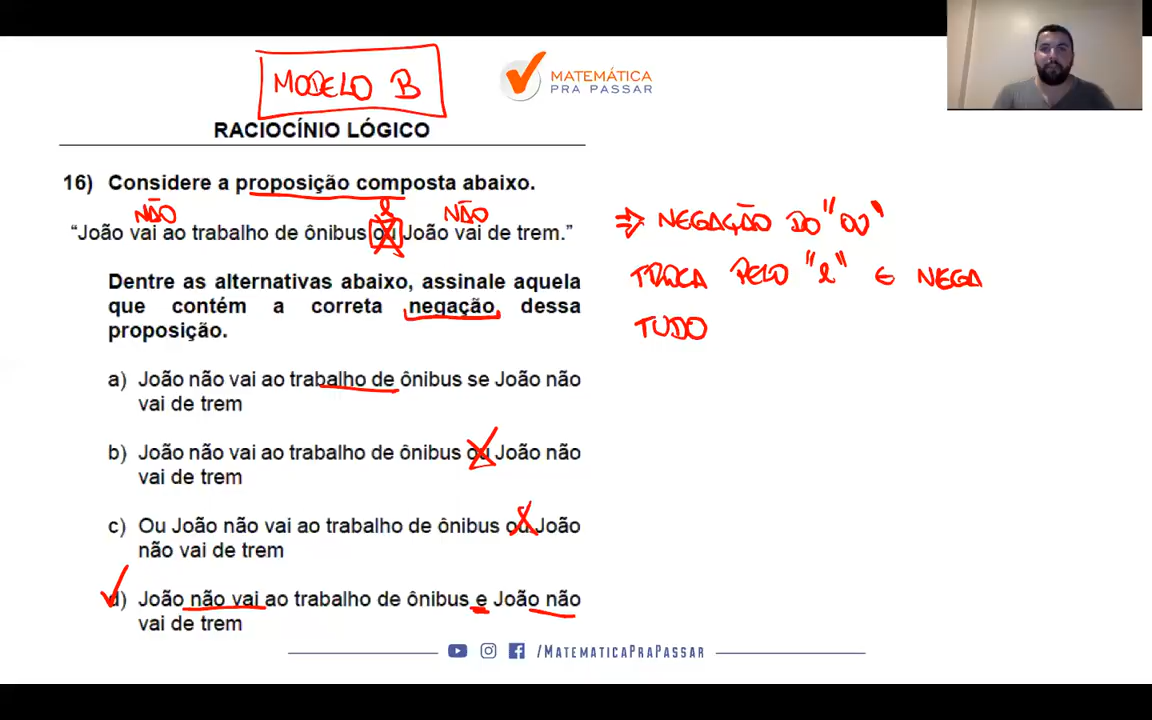 MODELO B
MATEMÁTICA
PRA PASSAR
RACIOCÍNIO LÓGICO
16) Considere a proposição composta abaixo.
NÃO e NÃO
“João vai ao trabalho de ônibus ou João vai de trem.”
Dentre as alternativas abaixo, assinale aquela
que contém a correta negação dessa
proposição.
a) João não vai ao trabalho de ônibus se João não
vai de trem
b) João não vai ao trabalho de ônibus ou João não
vai de trem
c) Ou João não vai ao trabalho de ônibus ou João
não vai de trem
d) João não vai ao trabalho de ônibus e João não
vai de trem
⇒ NEGAÇÃO DO "OU"
TROCA PELO "e" E NEGA
TUDO
/MATEMATICAPRAPASSAR